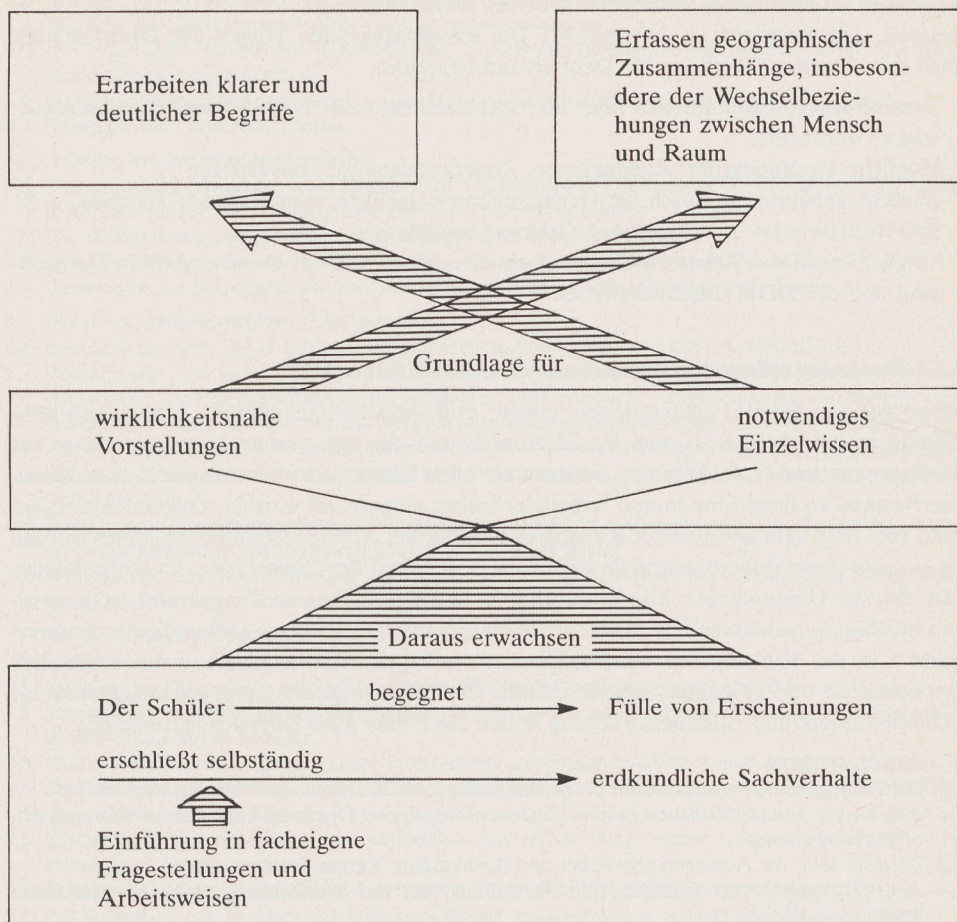 Erarbeiten klarer und
deutlicher Begriffe
Erfassen geographischer
Zusammenhänge, insbeson-
dere der Wechselbezie-
hungen zwischen Mensch
und Raum
Grundlage für
wirklichkeitsnahe
Vorstellungen
notwendiges
Einzelwissen
Daraus erwachsen
Der Schüler
begegnet
Fülle von Erscheinungen
erschließt selbständig
erdkundliche Sachverhalte
Einführung in facheigene
Fragestellungen und
Arbeitsweisen